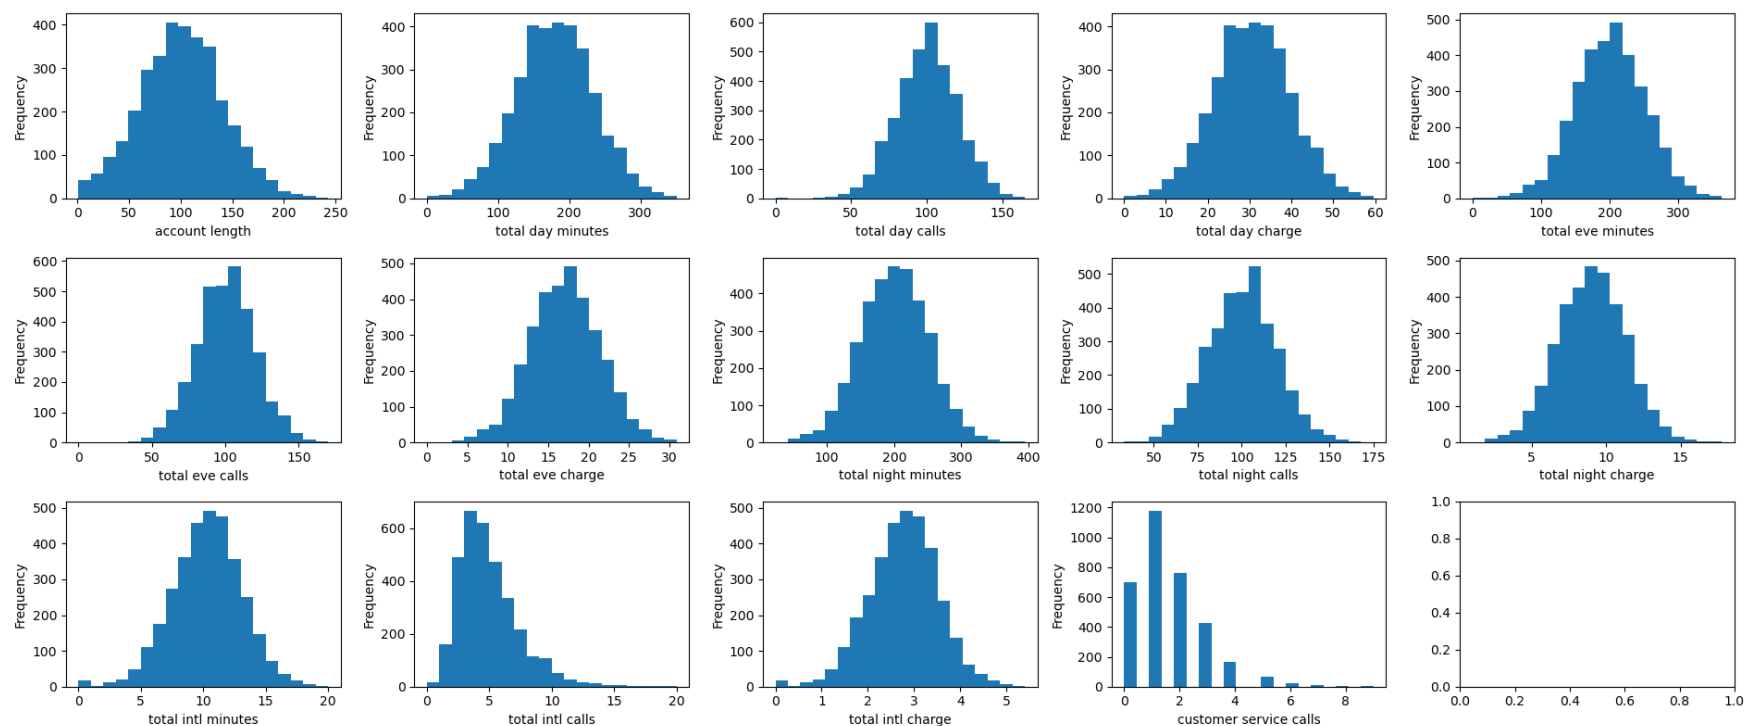 400
300
200
100
0
Frequency
0 50 100 150 200 250
account length
400
300
200
100
0
Frequency
0 100 200 300
total day minutes
600
500
400
300
200
100
0
Frequency
0 50 100 150
total day calls
400
300
200
100
0
Frequency
0 10 20 30 40 50 60
total day charge
500
400
300
200
100
0
Frequency
0 100 200 300
total eve minutes
600
500
400
300
200
100
0
Frequency
0 50 100 150
total eve calls
500
400
300
200
100
0
Frequency
0 5 10 15 20 25 30
total eve charge
400
300
200
100
0
Frequency
100 200 300 400
total night minutes
500
400
300
200
100
0
Frequency
50 75 100 125 150 175
total night calls
500
400
300
200
100
0
Frequency
5 10 15
total night charge
500
400
300
200
100
0
Frequency
0 5 10 15 20
total intl minutes
600
400
200
0
Frequency
0 5 10 15 20
total intl calls
500
400
300
200
100
0
Frequency
0 1 2 3 4 5
total intl charge
1200
1000
800
600
400
200
0
Frequency
0 2 4 6 8
customer service calls
1.0
0.8
0.6
0.4
0.2
0.0
0.0 0.2 0.4 0.6 0.8 1.0